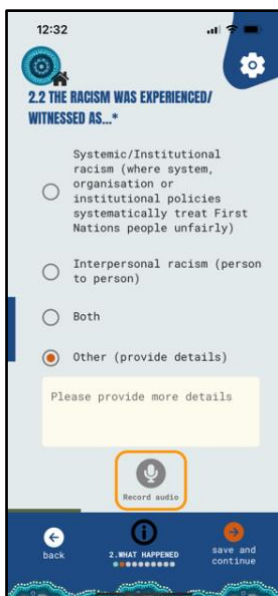 12:32
2.2 THE RACISM WAS EXPERIENCED/
WITNESSED AS...*
Systemic/Institutional
racism (where system,
organisation or
institutional policies
systematically treat First
Nations people unfairly)
Interpersonal racism (person
to person)
Both
Other (provide details)
Please provide more details
Record audio
back
2.WHAT HAPPENED
save and
continue